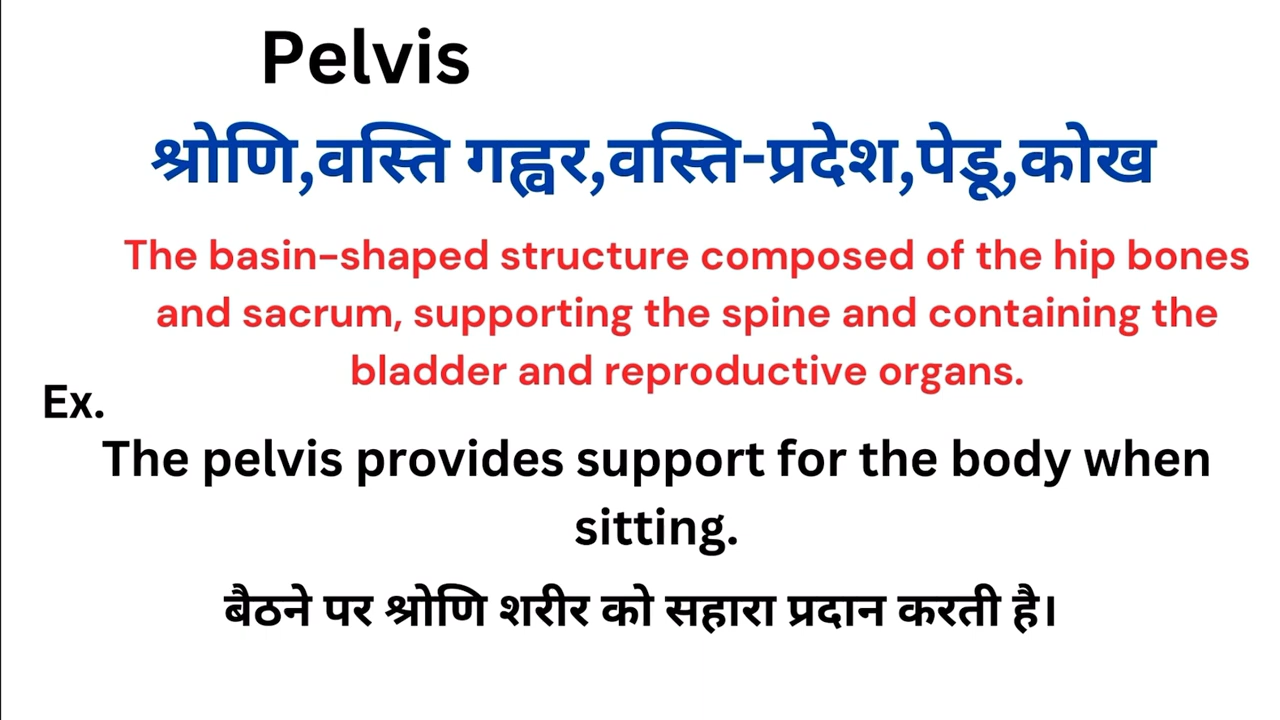 Pelvis
श्रोणि,वस्ति गह्वर,वस्ति-प्रदेश,पेडू,कोख
The basin-shaped structure composed of the hip bones
and sacrum, supporting the spine and containing the
bladder and reproductive organs.
Ex.
The pelvis provides support for the body when
sitting.
बैठने पर श्रोणि शरीर को सहारा प्रदान करती है।